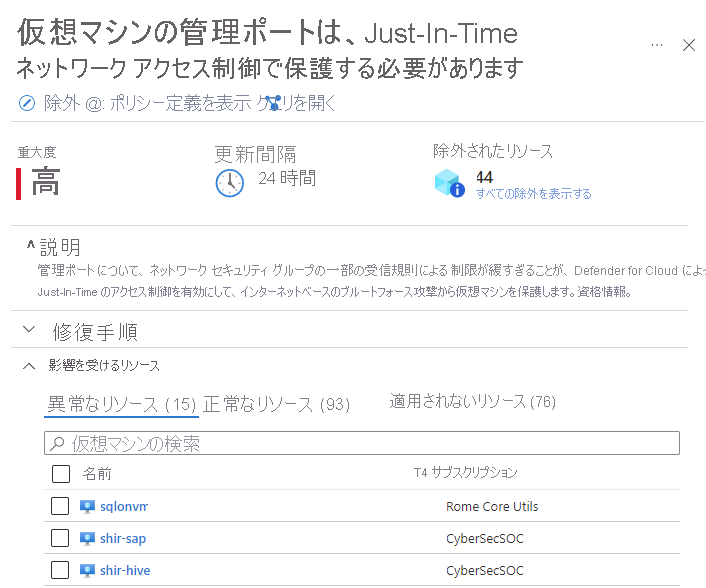 仮想マシンの管理ポートは、Just-In-Time
ネットワーク アクセス制御で保護する必要があります
除外 @: ポリシー定義を表示 クエリを開く
重大度
高
更新間隔
24 時間
除外されたリソース
44
すべての除外を表示する
^ 説明
管理ポートについて、ネットワーク セキュリティ グループの一部の受信規則による制限が緩すぎることが、Defender for Cloud によっ
Just-In-Time のアクセス制御を有効にして、インターネットベースのブルートフォース攻撃から仮想マシンを保護します。資格情報。
修復手順
影響を受けるリソース
異常なリソース (15) 正常なリソース (93) 適用されないリソース (76)
仮想マシンの検索
名前 T4 サブスクリプション
sqlonvm Rome Core Utils
shir-sap CyberSecSOC
shir-hive CyberSecSOC